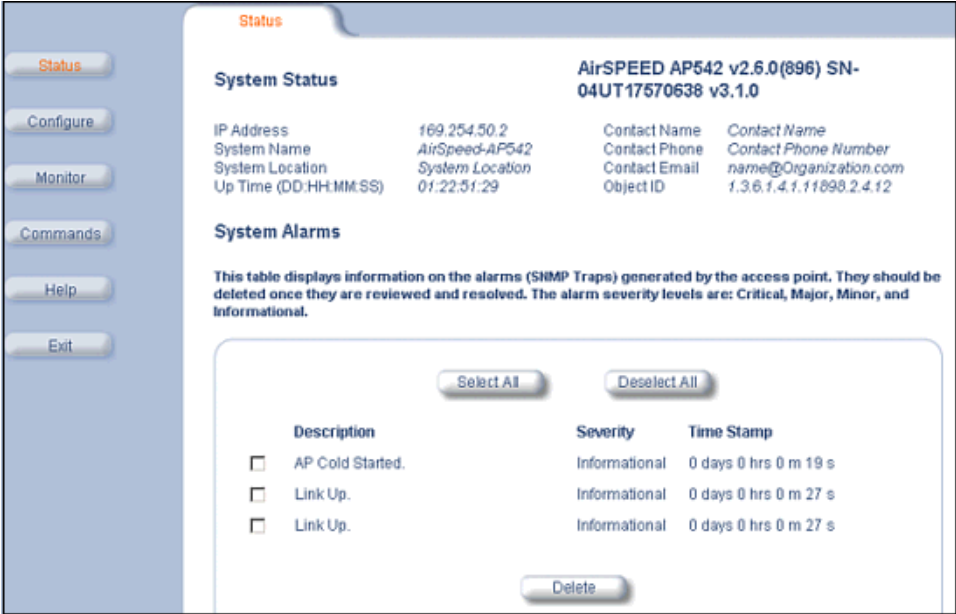 Status
Status
Configure
Monitor
Commands
Help
Exit
System Status
AirSPEED AP542 v2.6.0(896) SN-
04UT17570638 v3.1.0
IP Address 169.254.50.2 Contact Name Contact Name
System Name AirSpeed-AP542 Contact Phone Contact Phone Number
System Location System Location Contact Email name@Organization.com
Up Time (DD:HH:MM:SS) 01:22:51:29 Object ID 1.3.6.1.4.1.11898.2.4.12
System Alarms
This table displays information on the alarms (SNMP Traps) generated by the access point. They should be
deleted once they are reviewed and resolved. The alarm severity levels are: Critical, Major, Minor, and
Informational.
Select All Deselect All
Description Severity Time Stamp
AP Cold Started. Informational 0 days 0 hrs 0 m 19 s
Link Up. Informational 0 days 0 hrs 0 m 27 s
Link Up. Informational 0 days 0 hrs 0 m 27 s
Delete